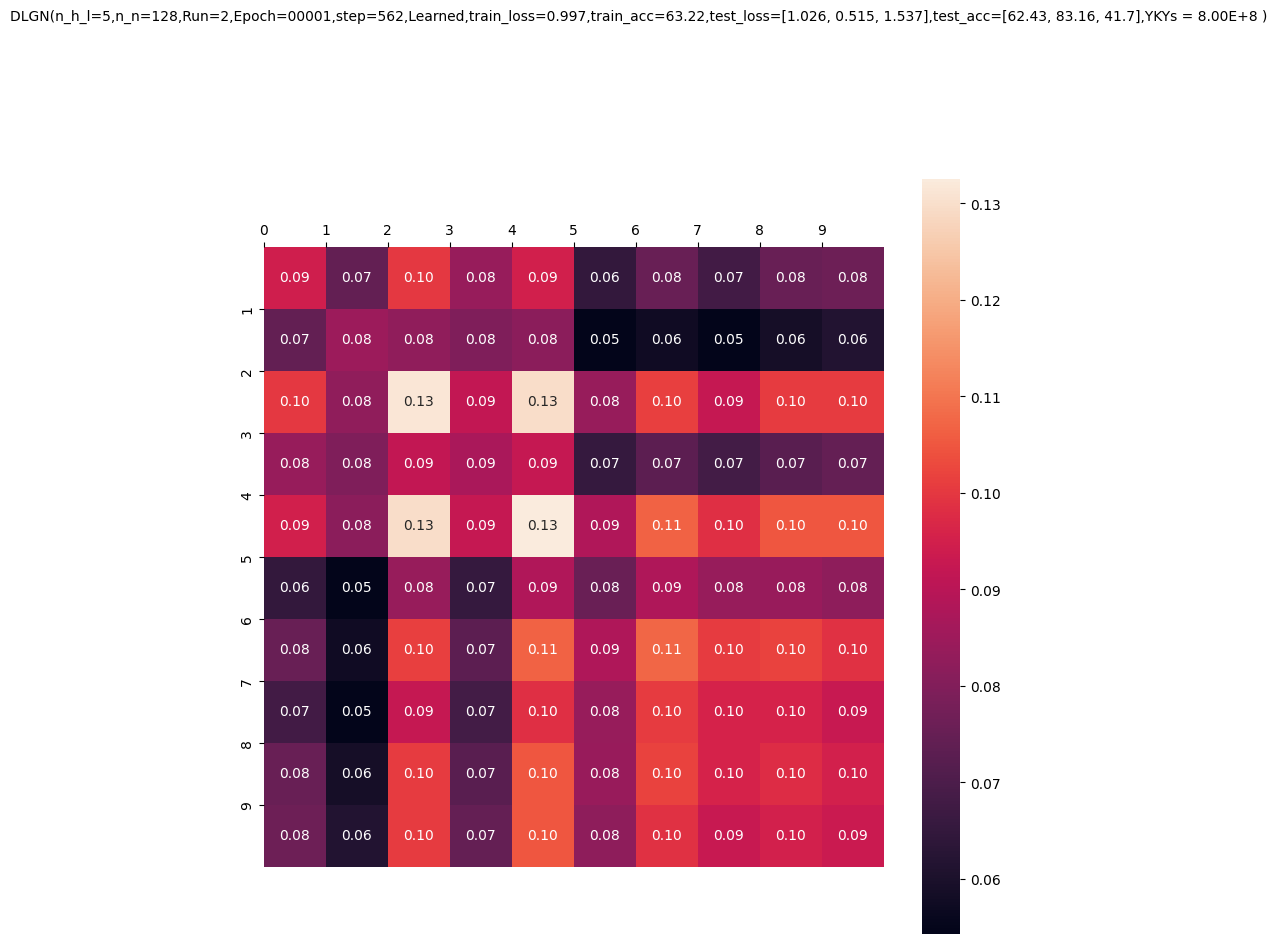 DLGN(n_h_l=5,n_n=128,Run=2,Epoch=00001,step=562,Learned,train_loss=0.997,train_acc=63.22,test_loss=[1.026, 0.515, 1.537],test_acc=[62.43, 83.16, 41.7],YKYs = 8.00E+8 )
0 1 2 3 4 5 6 7 8 9
0.09 0.07 0.10 0.08 0.09 0.06 0.08 0.07 0.08 0.08
1
0.07 0.08 0.08 0.08 0.08 0.05 0.06 0.05 0.06 0.06
2
0.10 0.08 0.13 0.09 0.13 0.08 0.10 0.09 0.10 0.10
3
0.08 0.08 0.09 0.09 0.09 0.07 0.07 0.07 0.07 0.07
4
0.09 0.08 0.13 0.09 0.13 0.09 0.11 0.10 0.10 0.10
5
0.06 0.05 0.08 0.07 0.09 0.08 0.09 0.08 0.08 0.08
6
0.08 0.06 0.10 0.07 0.11 0.09 0.11 0.10 0.10 0.10
7
0.07 0.05 0.09 0.07 0.10 0.08 0.10 0.10 0.10 0.09
8
0.08 0.06 0.10 0.07 0.10 0.08 0.10 0.10 0.10 0.10
9
0.08 0.06 0.10 0.07 0.10 0.08 0.10 0.09 0.10 0.09
0.13
0.12
0.11
0.10
0.09
0.08
0.07
0.06